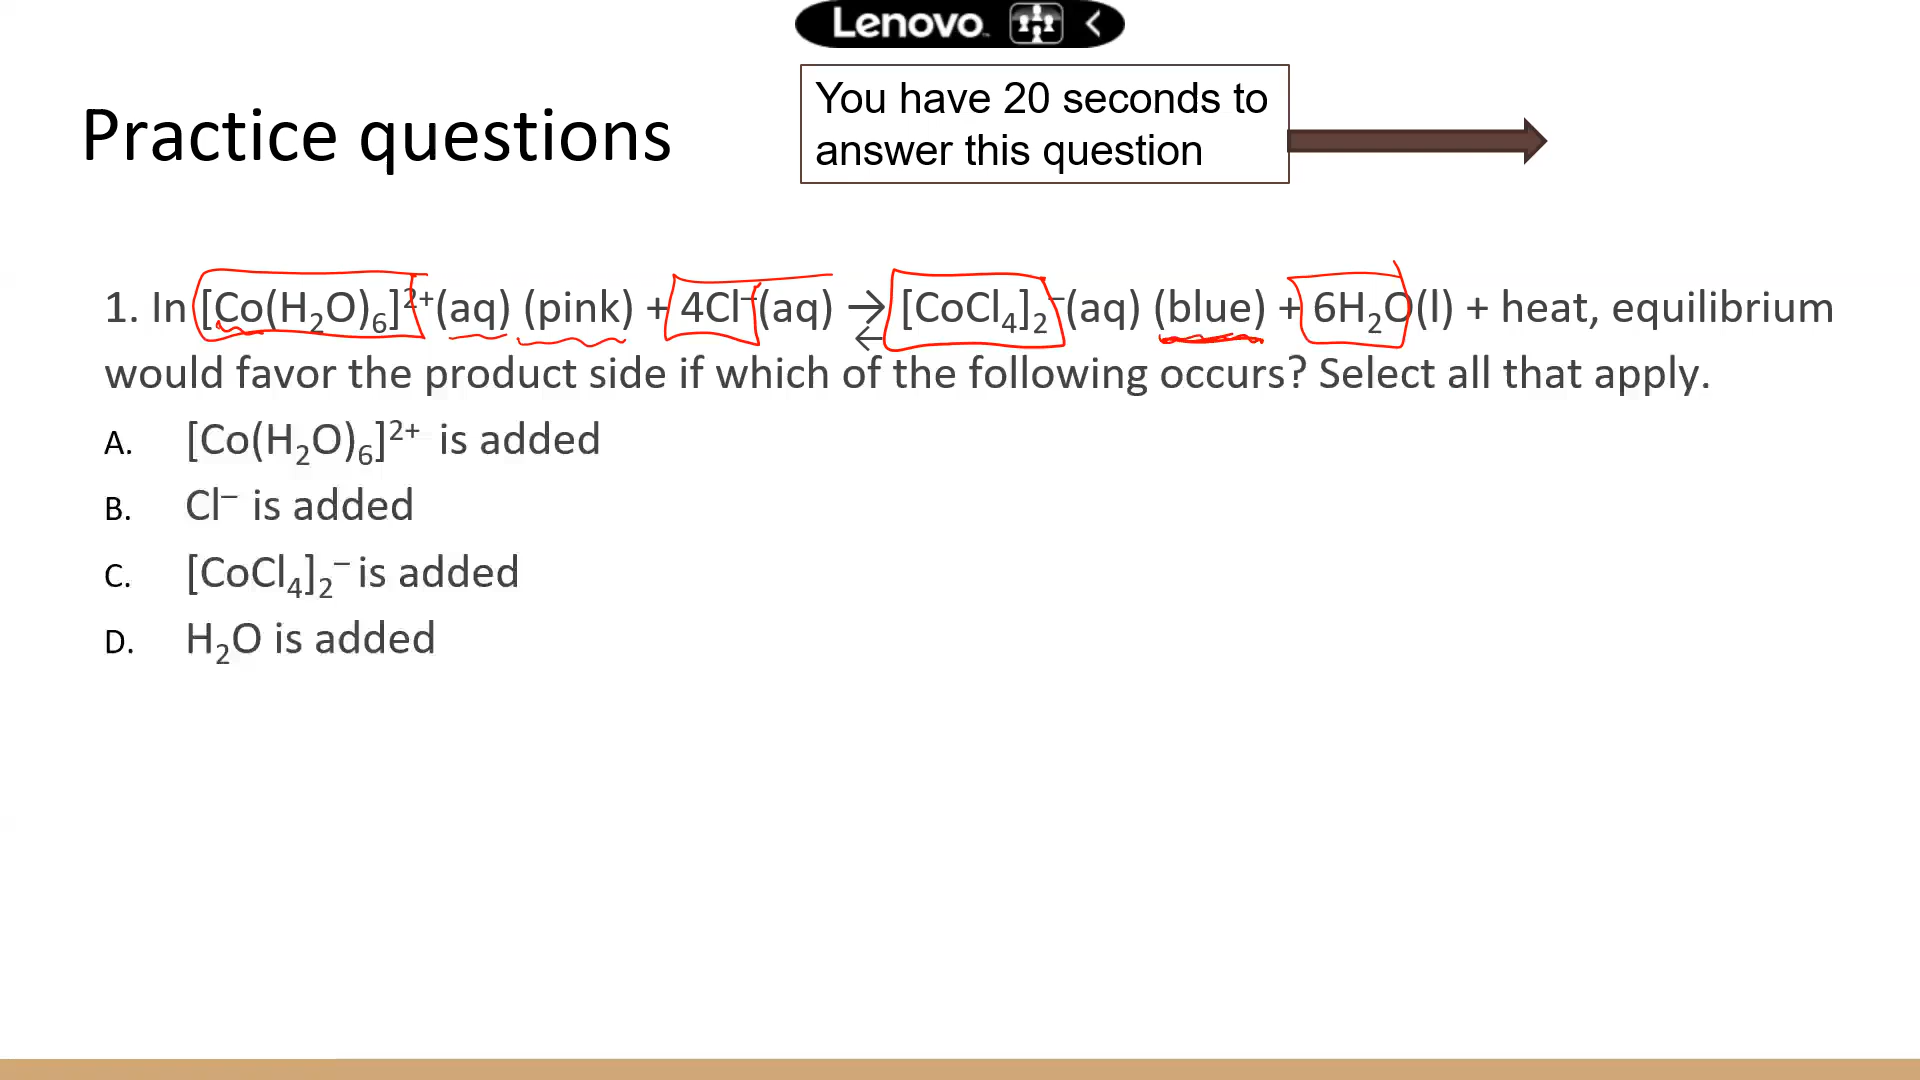 Lenovo™
Practice questions
You have 20 seconds to
answer this question
1. In [Co(H₂O)₆]²⁺(aq) (pink) + 4Cl⁻(aq) → ← [CoCl₄]₂⁻(aq) (blue) + 6H₂O(l) + heat, equilibrium
would favor the product side if which of the following occurs? Select all that apply.
A. [Co(H₂O)₆]²⁺ is added
B. Cl⁻ is added
C. [CoCl₄]₂⁻ is added
D. H₂O is added